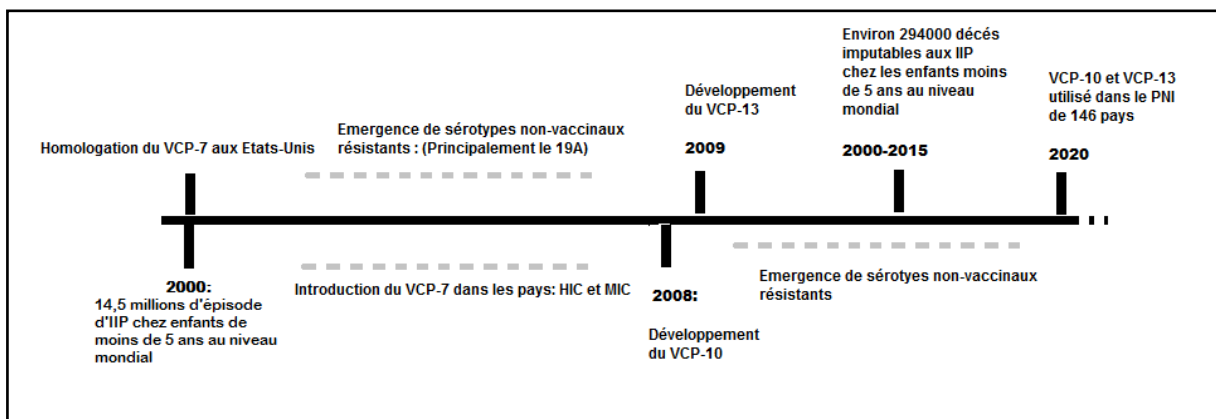 Homologation du VCP-7 aux Etats-Unis
2000:
14,5 millions d'épisode
d'IIP chez enfants de
moins de 5 ans au niveau
mondial
Emergence de sérotypes non-vaccinaux
résistants : (Principalement le 19A)
Introduction du VCP-7 dans les pays: HIC et MIC
2008:
Développement
du VCP-10
Développement
du VCP-13
2009
Environ 294000 décés
imputables aux IIP
chez les enfants moins
de 5 ans au niveau
mondial
2000-2015
Emergence de sérotyes non-vaccinaux
résistants
VCP-10 et VCP-13
utilisé dans le PNI
de 146 pays
2020